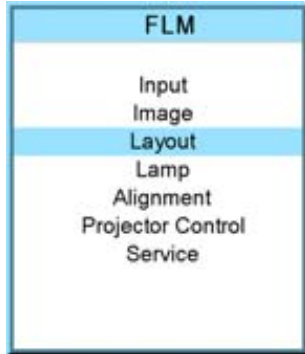 FLM
Input
Image
Layout
Lamp
Alignment
Projector Control
Service